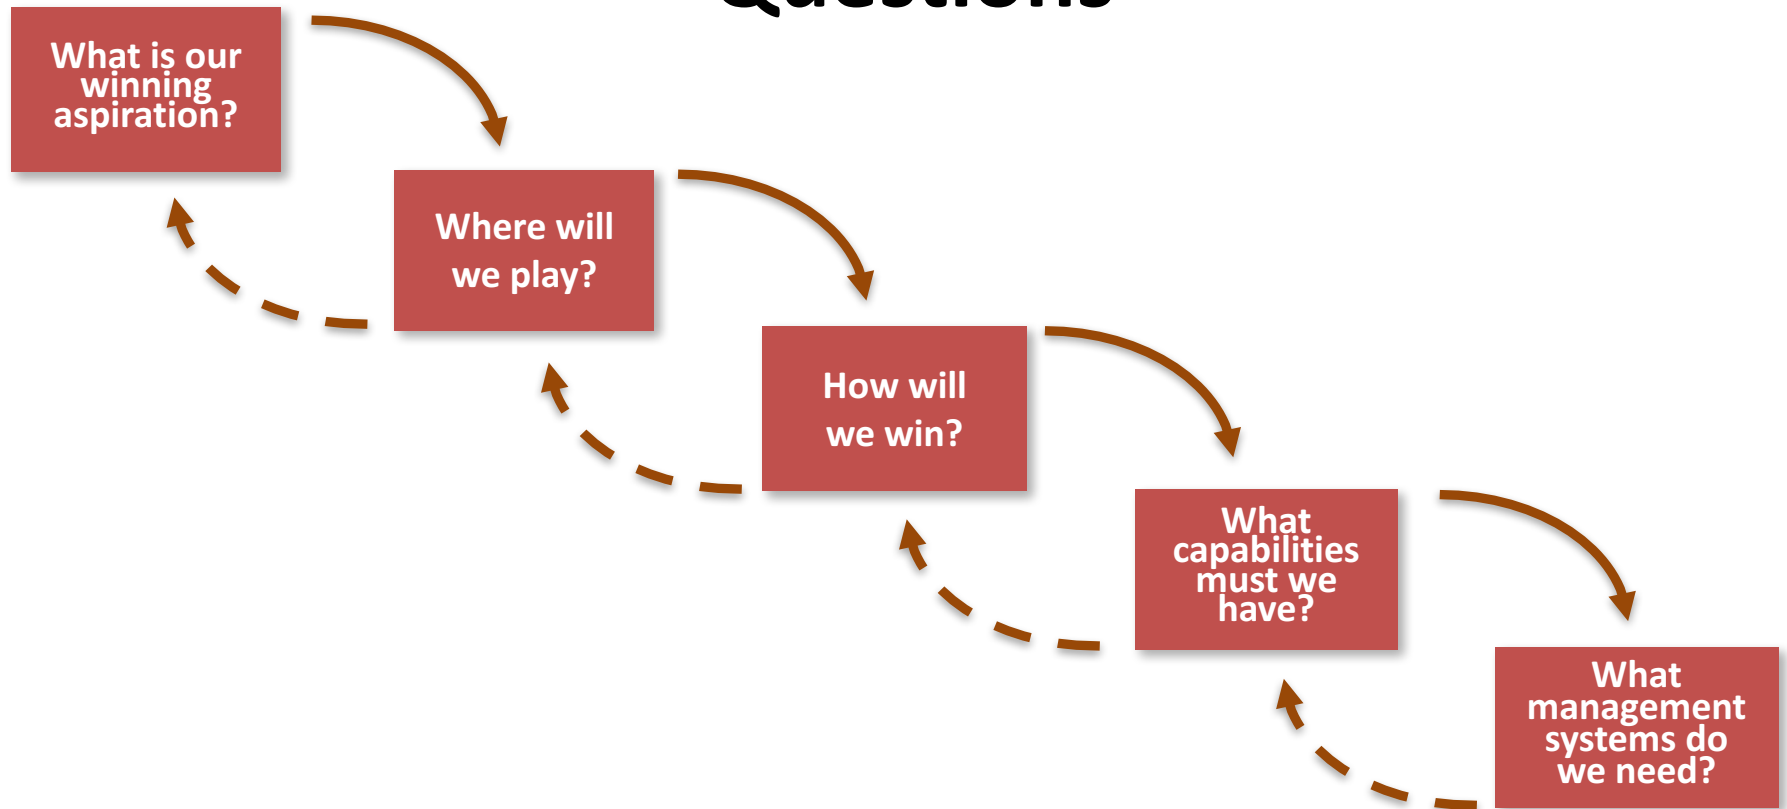 Questions
What is our
winning
aspiration?
Where will
we play?
How will
we win?
What
capabilities
must we
have?
What
management
systems do
we need?